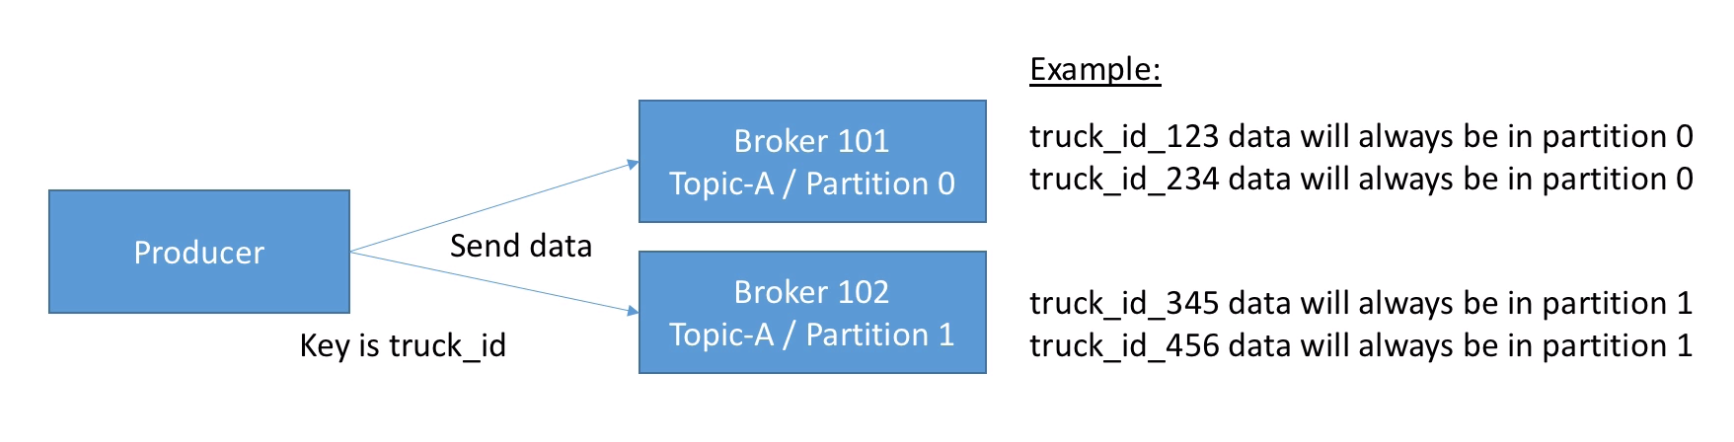 Producer
Key is truck_id
Send data
Broker 101
Topic-A / Partition 0
Broker 102
Topic-A / Partition 1
Example:
truck_id_123 data will always be in partition 0
truck_id_234 data will always be in partition 0
truck_id_345 data will always be in partition 1
truck_id_456 data will always be in partition 1